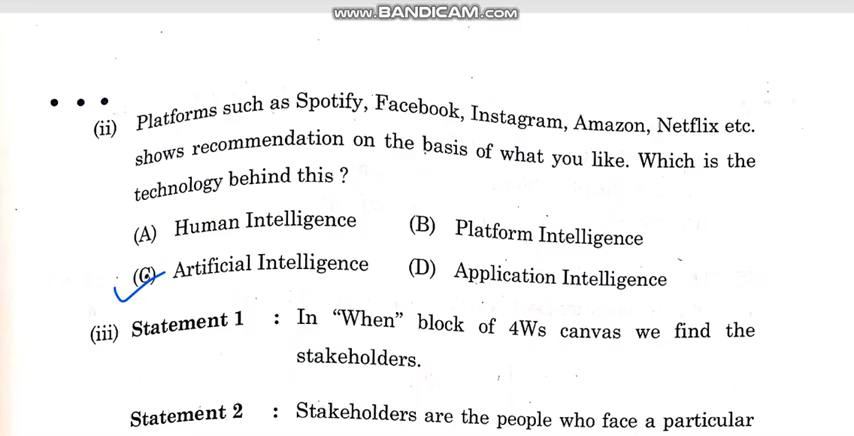 www.BANDICAM.com
(ii) Platforms such as Spotify, Facebook, Instagram, Amazon, Netflix etc.
shows recommendation on the basis of what you like. Which is the
technology behind this ?
(A) Human Intelligence (B) Platform Intelligence
(C) Artificial Intelligence (D) Application Intelligence
(iii) Statement 1 : In “When” block of 4Ws canvas we find the
stakeholders.
Statement 2 : Stakeholders are the people who face a particular